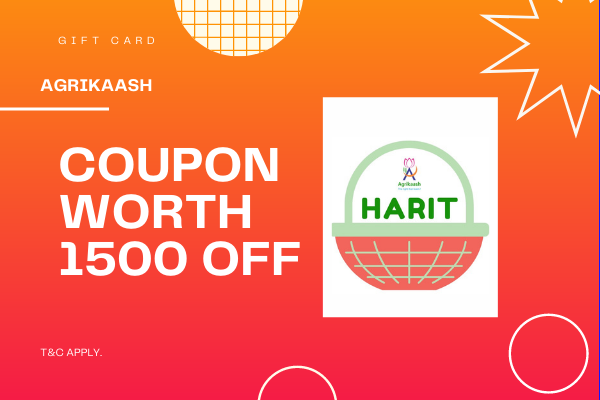 GIFT CARD
AGRIKAASH
COUPON
WORTH
1500 OFF
Agrikaash
HARIT
T&C APPLY.